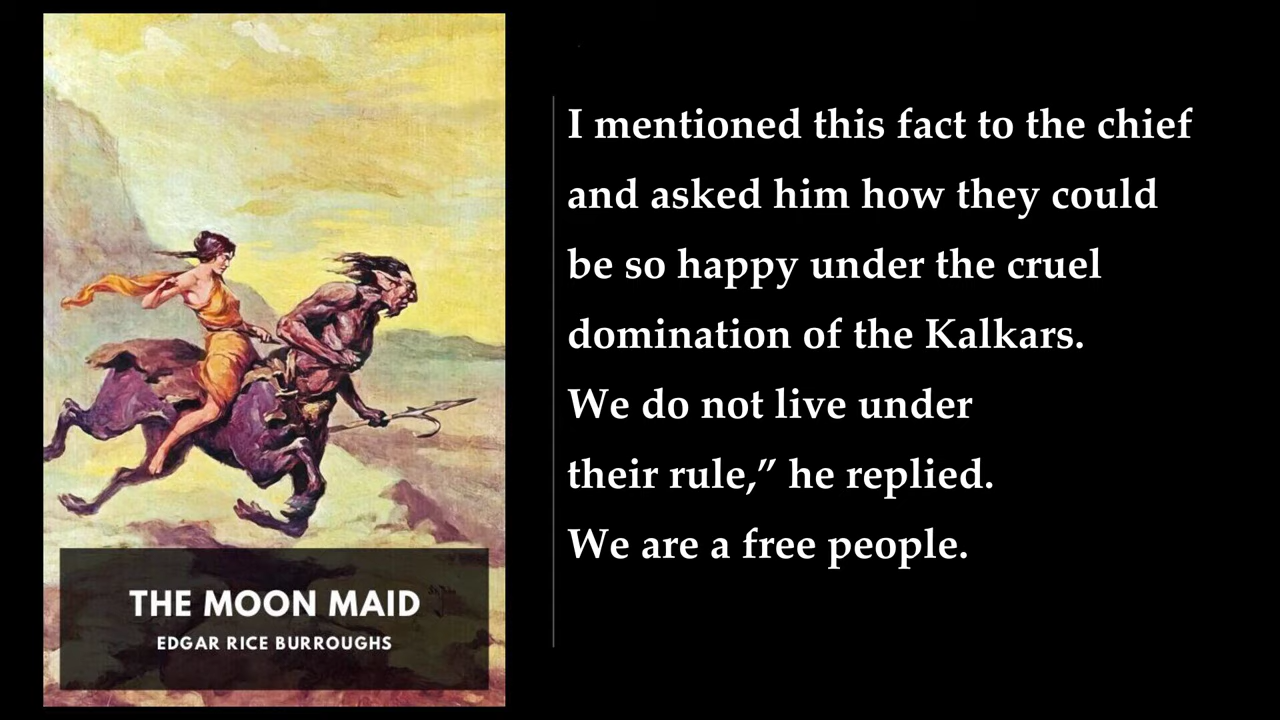 THE MOON MAID
EDGAR RICE BURROUGHS
I mentioned this fact to the chief
and asked him how they could
be so happy under the cruel
domination of the Kalkars.
We do not live under
their rule,” he replied.
We are a free people.